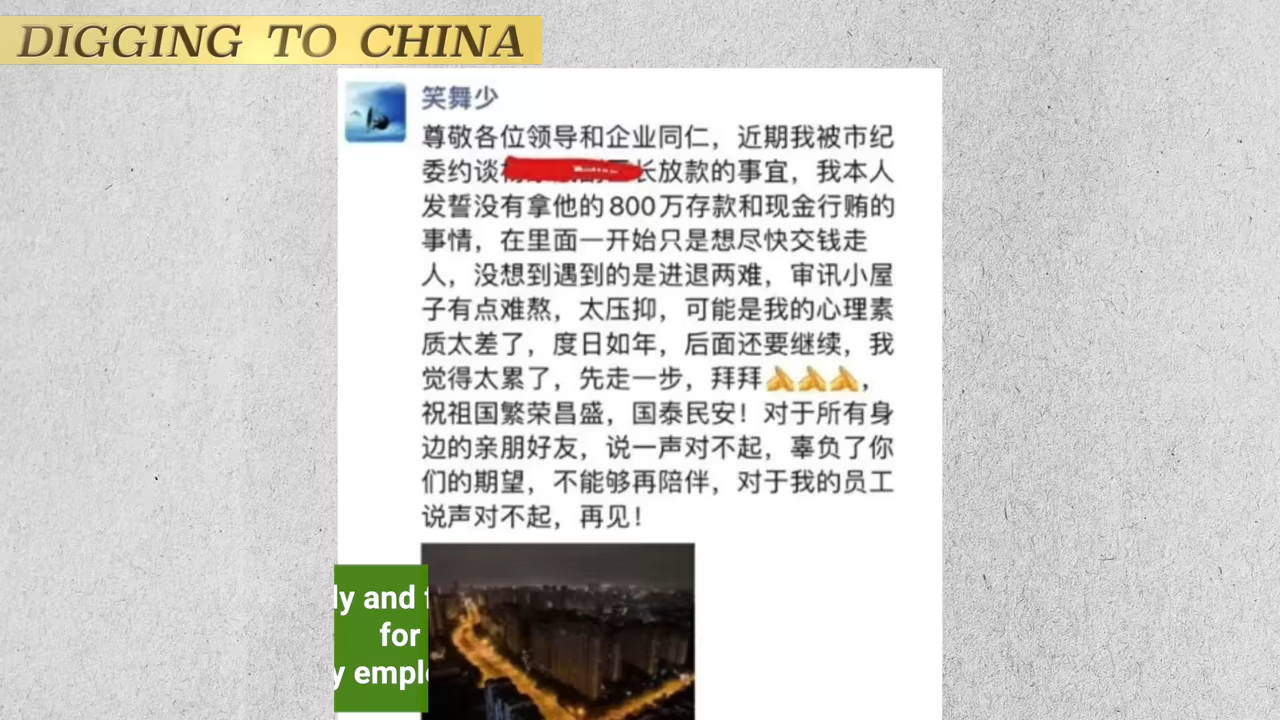 DIGGING TO CHINA
笑舞少
尊敬各位领导和企业同仁，近期我被市纪
委约谈长放款的事宜，我本人
发誓没有拿他的800万存款和现金行贿的
事情，在里面一开始只是想尽快交钱走
人，没想到遇到的是进退两难，审讯小屋
子有点难熬，太压抑，可能是我的心理素
质太差了，度日如年，后面还要继续，我
觉得太累了，先走一步，拜拜🙏🙏🙏，
祝祖国繁荣昌盛，国泰民安！对于所有身
边的亲朋好友，说一声对不起，辜负了你
们的期望，不能够再陪伴，对于我的员工
说声对不起，再见！
ly and
for
y empl